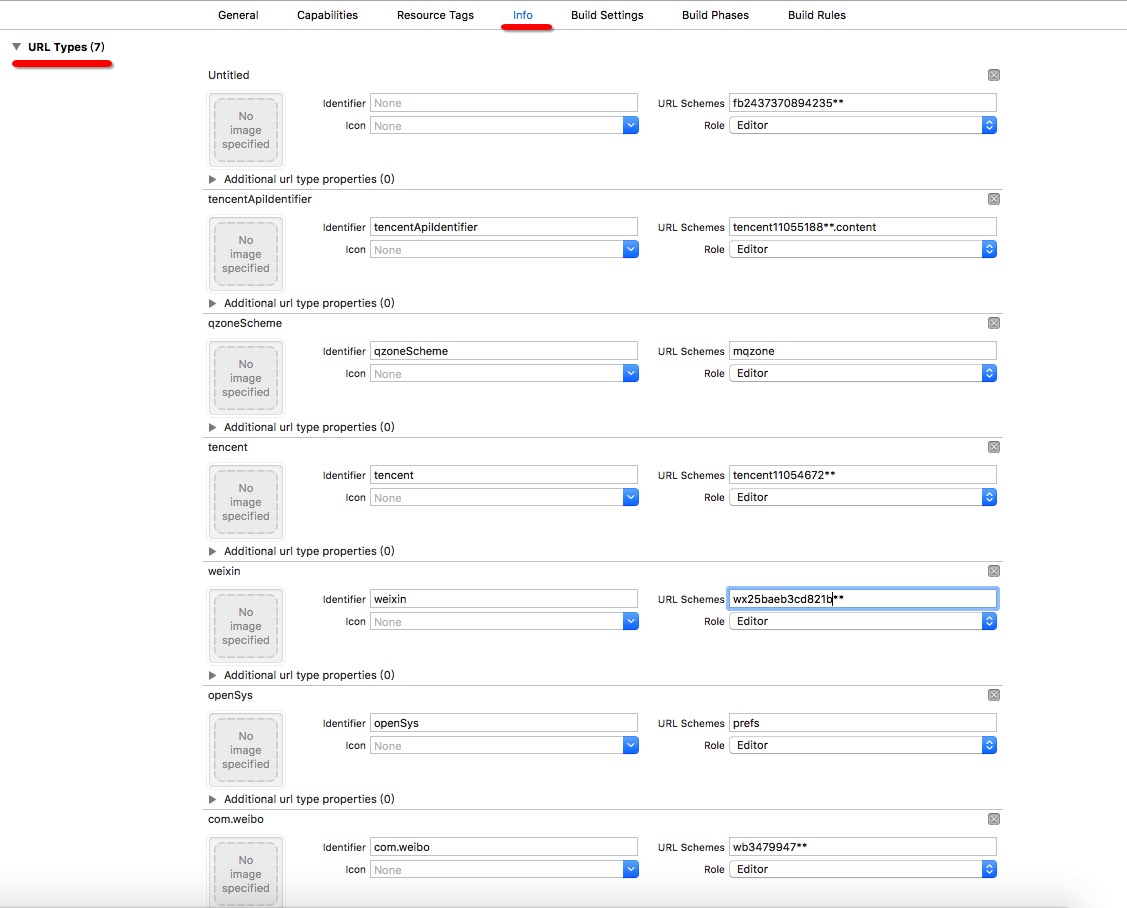 General Capabilities Resource Tags Info Build Settings Build Phases Build Rules
URL Types (7)
Untitled
No image specified
Identifier None URL Schemes fb2437370894235**
Icon None Role Editor
Additional url type properties (0)
tencentApiIdentifier
No image specified
Identifier tencentApiIdentifier URL Schemes tencent11055188**.content
Icon None Role Editor
Additional url type properties (0)
qzoneScheme
No image specified
Identifier qzoneScheme URL Schemes mqzone
Icon None Role Editor
Additional url type properties (0)
tencent
No image specified
Identifier tencent URL Schemes tencent11054672**
Icon None Role Editor
Additional url type properties (0)
weixin
No image specified
Identifier weixin URL Schemes wx25baeb3cd821b**
Icon None Role Editor
Additional url type properties (0)
openSys
No image specified
Identifier openSys URL Schemes prefs
Icon None Role Editor
Additional url type properties (0)
com.weibo
No image specified
Identifier com.weibo URL Schemes wb3479947**
Icon None Role Editor